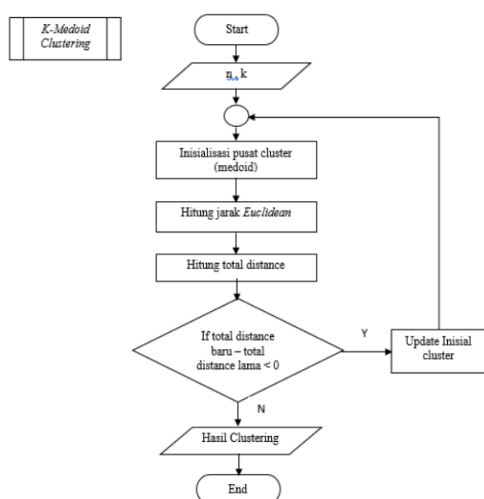 K-Medoid
Clustering
Start
n, k
Inisialisasi pusat cluster
(medoid)
Hitung jarak Euclidean
Hitung total distance
If total distance
baru – total
distance lama < 0
Y
Update Inisial
cluster
N
Hasil Clustering
End